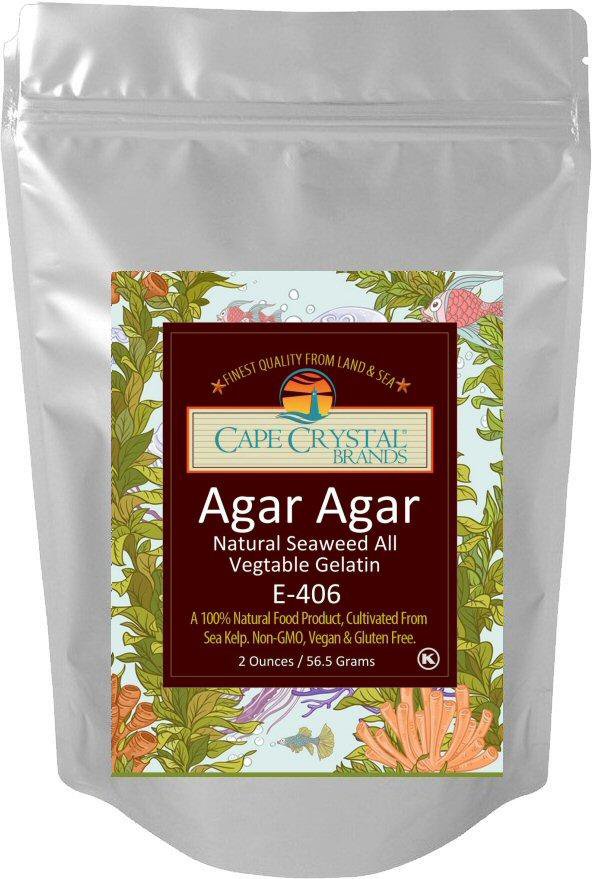 FINEST QUALITY FROM LAND & SEA
CAPE CRYSTAL®
BRANDS
Agar Agar
Natural Seaweed All
Vegtable Gelatin
E-406
A 100% Natural Food Product, Cultivated From
Sea Kelp. Non-GMO, Vegan & Gluten Free.
2 Ounces / 56.5 Grams
K